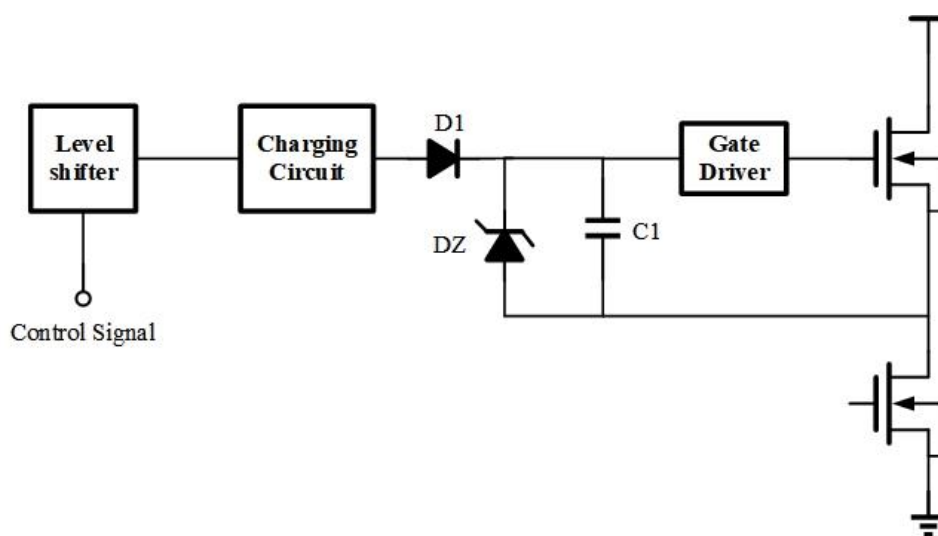 D1
Level
shifter
Charging
Circuit
Gate
Driver
DZ
C1
Control Signal